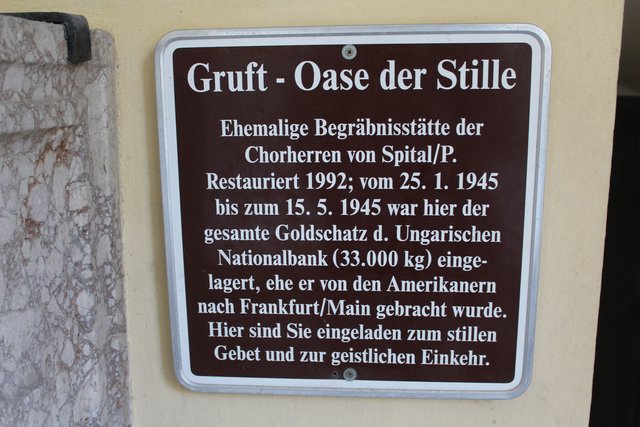 Gruft - Oase der Stille
Ehemalige Begräbnisstätte der
Chorherren von Spital/P.
Restauriert 1992; vom 25. 1. 1945
bis zum 15. 5. 1945 war hier der
gesamte Goldschatz d. Ungarischen
Nationalbank (33.000 kg) einge-
lagert, ehe er von den Amerikanern
nach Frankfurt/Main gebracht wurde.
Hier sind Sie eingeladen zum stillen
Gebet und zur geistlichen Einkehr.